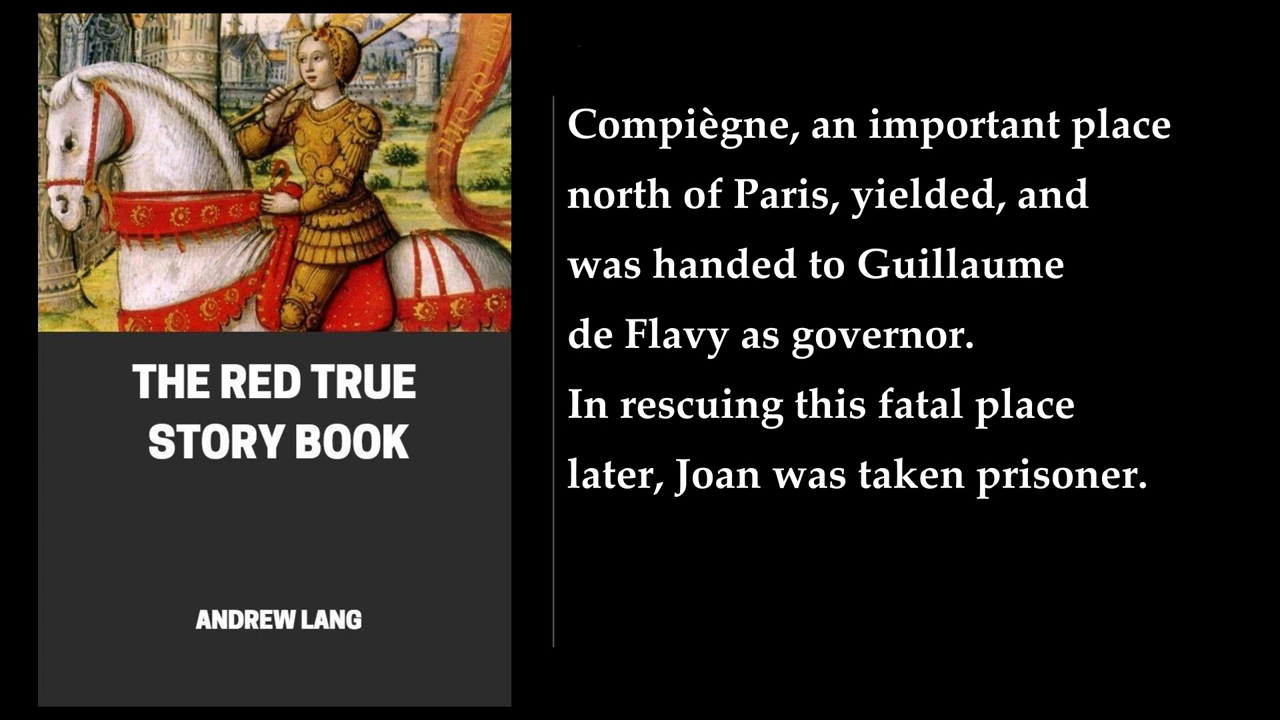 THE RED TRUE
STORY BOOK
ANDREW LANG
Compiègne, an important place
north of Paris, yielded, and
was handed to Guillaume
de Flavy as governor.
In rescuing this fatal place
later, Joan was taken prisoner.